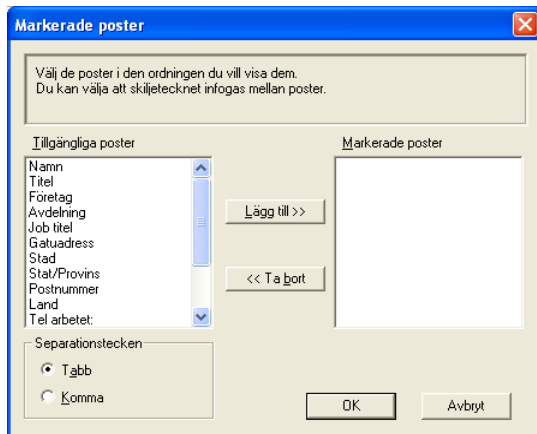 Markerade poster
Välj de poster i den ordningen du vill visa dem.
Du kan välja att skiljetecknet infogas mellan poster.
Tillgängliga poster
Markerade poster
Namn
Titel
Företag
Avdelning
Job titel
Gatuadress
Stad
Stat/Provins
Postnummer
Land
Tel arbetet:
Lägg till >>
<< Ta bort
Separationstecken
Tabb
Komma
OK
Avbryt